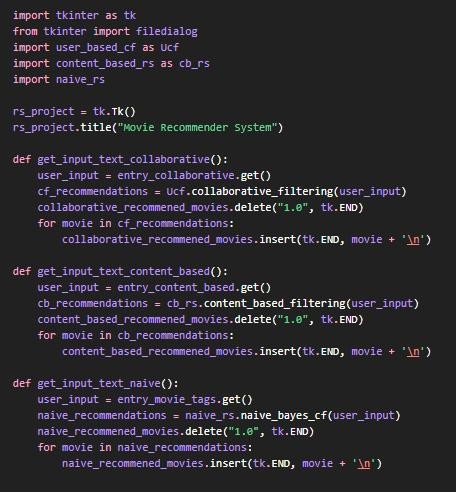 import tkinter as tk
from tkinter import filedialog
import user_based_cf as Ucf
import content_based_rs as cb_rs
import naive_rs

rs_project = tk.Tk()
rs_project.title("Movie Recommender System")

def get_input_text_collaborative():
    user_input = entry_collaborative.get()
    cf_recommendations = Ucf.collaborative_filtering(user_input)
    collaborative_recommened_movies.delete("1.0", tk.END)
    for movie in cf_recommendations:
        collaborative_recommened_movies.insert(tk.END, movie + '\n')

def get_input_text_content_based():
    user_input = entry_content_based.get()
    cb_recommendations = cb_rs.content_based_filtering(user_input)
    content_based_recommened_movies.delete("1.0", tk.END)
    for movie in cb_recommendations:
        content_based_recommened_movies.insert(tk.END, movie + '\n')

def get_input_text_naive():
    user_input = entry_movie_tags.get()
    naive_recommendations = naive_rs.naive_bayes_cf(user_input)
    naive_recommened_movies.delete("1.0", tk.END)
    for movie in naive_recommendations:
        naive_recommened_movies.insert(tk.END, movie + '\n')